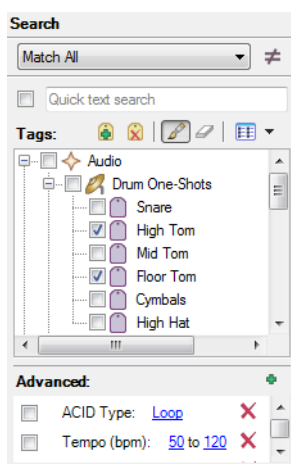 Search
Match All
Quick text search
Tags:
Audio
Drum One-Shots
Snare
High Tom
Mid Tom
Floor Tom
Cymbals
High Hat
Advanced:
ACID Type: Loop
Tempo (bpm): 50 to 120